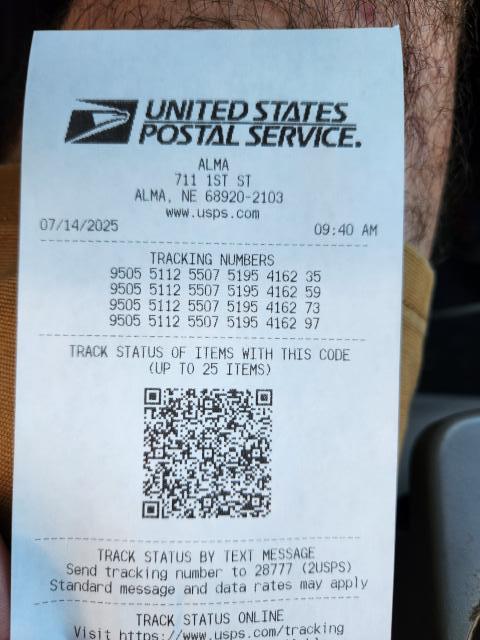 UNITED STATES
POSTAL SERVICE.
ALMA
711 1ST ST
ALMA, NE 68920-2103
www.usps.com
07/14/2025 09:40 AM
TRACKING NUMBERS
9505 5112 5507 5195 4162 35
9505 5112 5507 5195 4162 59
9505 5112 5507 5195 4162 73
9505 5112 5507 5195 4162 97
TRACK STATUS OF ITEMS WITH THIS CODE
(UP TO 25 ITEMS)
TRACK STATUS BY TEXT MESSAGE
Send tracking number to 28777 (2USPS)
Standard message and data rates may apply
TRACK STATUS ONLINE
Visit https://www.usps.com/tracking